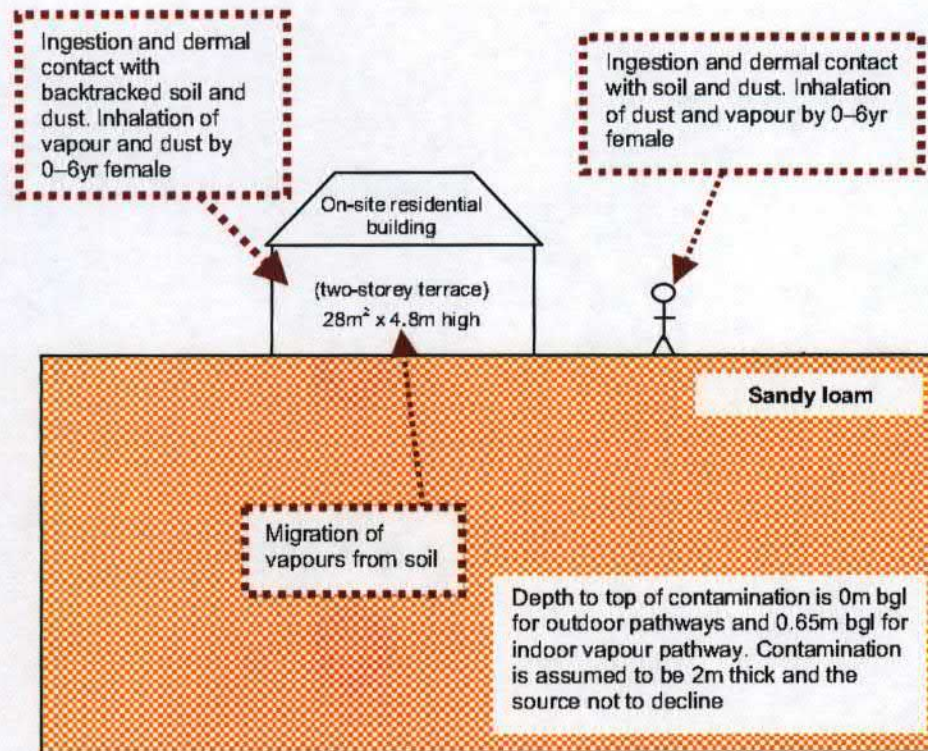 Ingestion and dermal
contact with
backtracked soil and
dust. Inhalation of
vapour and dust by
0–6yr female
Ingestion and dermal contact
with soil and dust. Inhalation
of dust and vapour by 0–6yr
female
On-site residential
building
(two-storey terrace)
28m² x 4.8m high
Sandy loam
Migration of
vapours from soil
Depth to top of contamination is 0m bgl
for outdoor pathways and 0.65m bgl for
indoor vapour pathway. Contamination
is assumed to be 2m thick and the
source not to decline